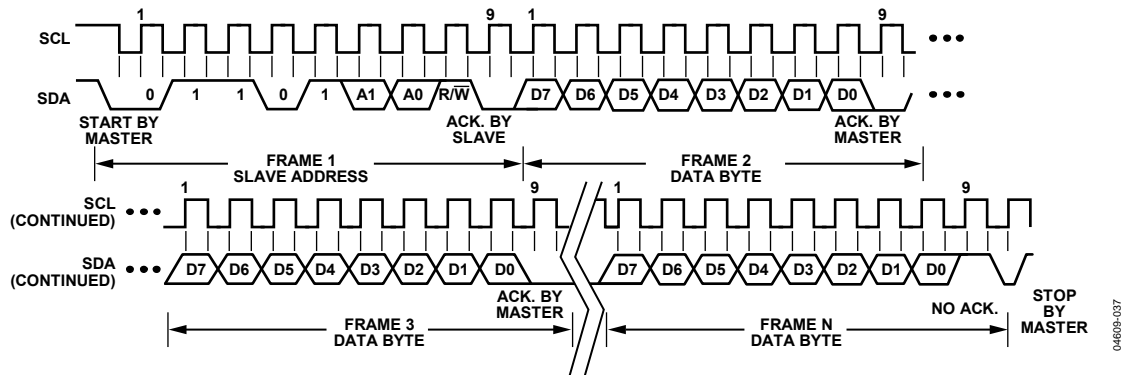 1 9 1 9
SCL
SDA 0 1 1 0 1 A1 A0 R/W̅ D7 D6 D5 D4 D3 D2 D1 D0
START BY
MASTER
ACK. BY
SLAVE
ACK. BY
MASTER
FRAME 1
SLAVE ADDRESS
FRAME 2
DATA BYTE
1 9 1 9
SCL
(CONTINUED)
SDA
(CONTINUED)
D7 D6 D5 D4 D3 D2 D1 D0 D7 D6 D5 D4 D3 D2 D1 D0
ACK. BY
MASTER
NO ACK.
STOP
BY
MASTER
FRAME 3
DATA BYTE
FRAME N
DATA BYTE
04609-037